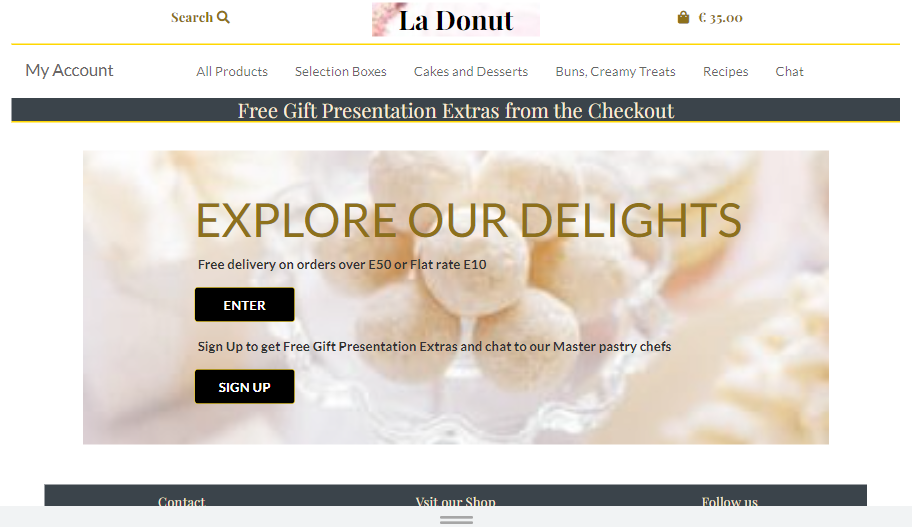 Search
La Donut
€ 35.00
My Account
All Products
Selection Boxes
Cakes and Desserts
Buns, Creamy Treats
Recipes
Chat
Free Gift Presentation Extras from the Checkout
EXPLORE OUR DELIGHTS
Free delivery on orders over E50 or Flat rate E10
ENTER
Sign Up to get Free Gift Presentation Extras and chat to our Master pastry chefs
SIGN UP
Contact
Vsit our Shop
Follow us